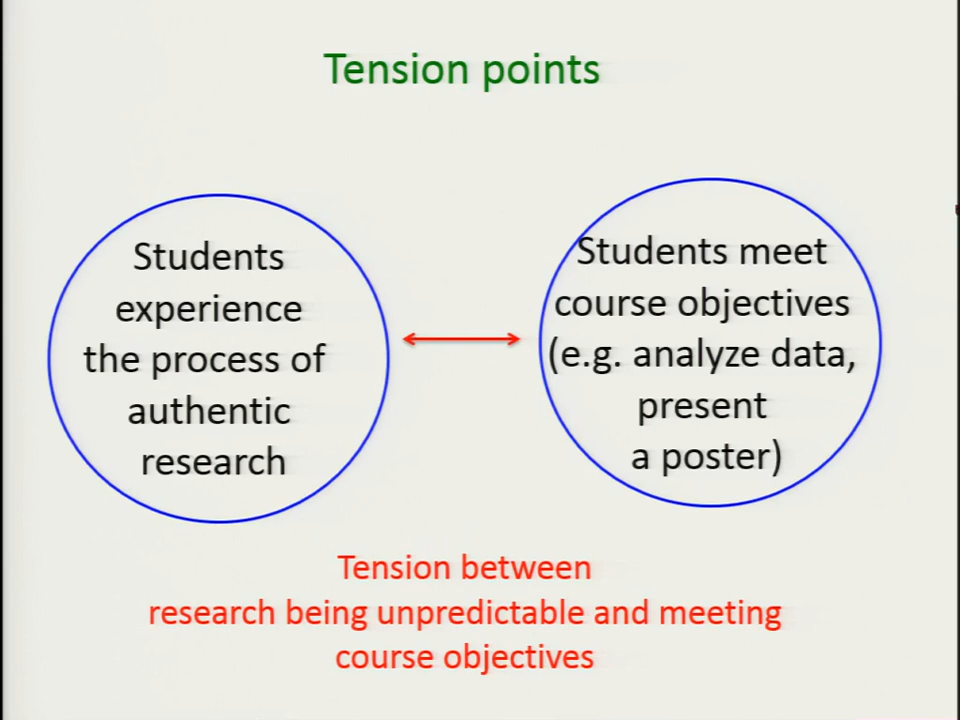 Tension points
Students
experience
the process of
authentic
research
Students meet
course objectives
(e.g. analyze data,
present
a poster)
Tension between
research being unpredictable and meeting
course objectives